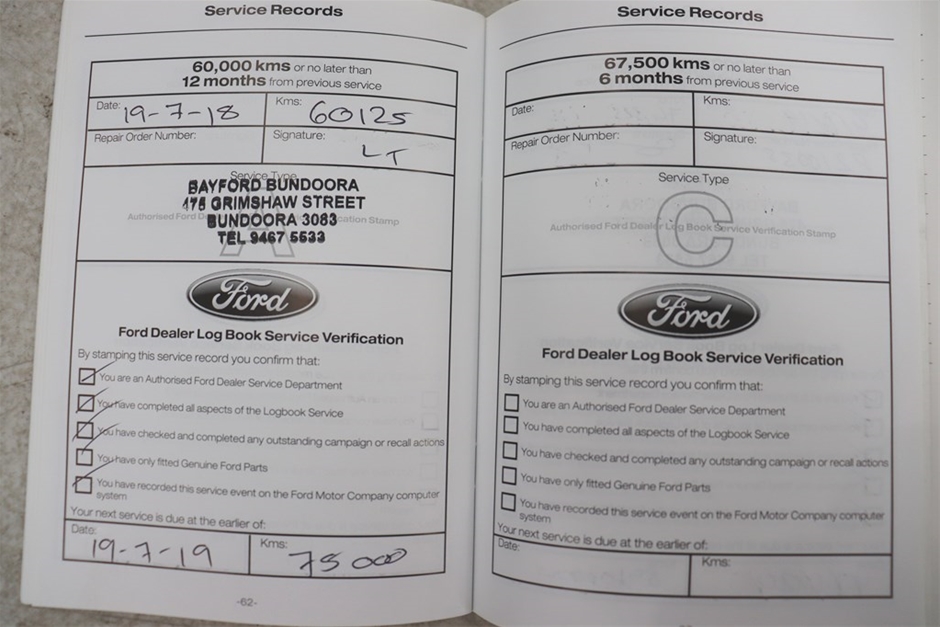 Service Records
60,000 kms or no later than
12 months from previous service
Date: 19-7-18 Kms: 60125
Repair Order Number: Signature: LT
Service Type
A
BAYFORD BUNDOORA
475 GRIMSHAW STREET
BUNDOORA 3083
TEL 9467 5533
Authorised Ford
cation Stamp
Ford
Ford Dealer Log Book Service Verification
By stamping this service record you confirm that:
You are an Authorised Ford Dealer Service Department
You have completed all aspects of the Logbook Service
You have checked and completed any outstanding campaign or recall actions
You have only fitted Genuine Ford Parts
You have recorded this service event on the Ford Motor Company computer
system
Your next service is due at the earlier of:
Date: 19-7-19 Kms: 75000
-62-
Service Records
67,500 kms or no later than
6 months from previous service
Date: Kms:
Repair Order Number: Signature:
Service Type
C
Authorised Ford Dealer Log Book Service Verification Stamp
Ford
Ford Dealer Log Book Service Verification
By stamping this service record you confirm that:
You are an Authorised Ford Dealer Service Department
You have completed all aspects of the Logbook Service
You have checked and completed any outstanding campaign or recall actions
You have only fitted Genuine Ford Parts
You have recorded this service event on the Ford Motor Company computer
system
Your next service is due at the earlier of:
Date: Kms: